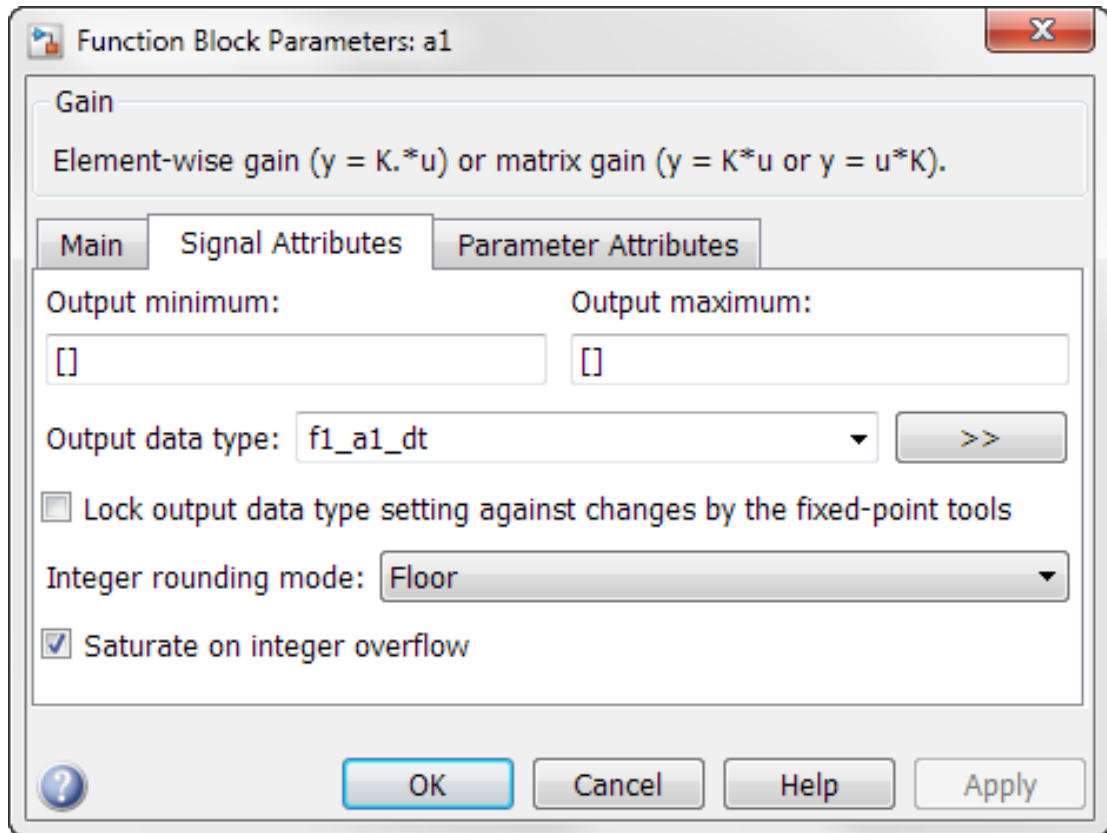 Function Block Parameters: a1
Gain
Element-wise gain (y = K.*u) or matrix gain (y = K*u or y = u*K).
Main Signal Attributes Parameter Attributes
Output minimum: Output maximum:
[] []
Output data type: f1_a1_dt >>
Lock output data type setting against changes by the fixed-point tools
Integer rounding mode: Floor
Saturate on integer overflow
? OK Cancel Help Apply